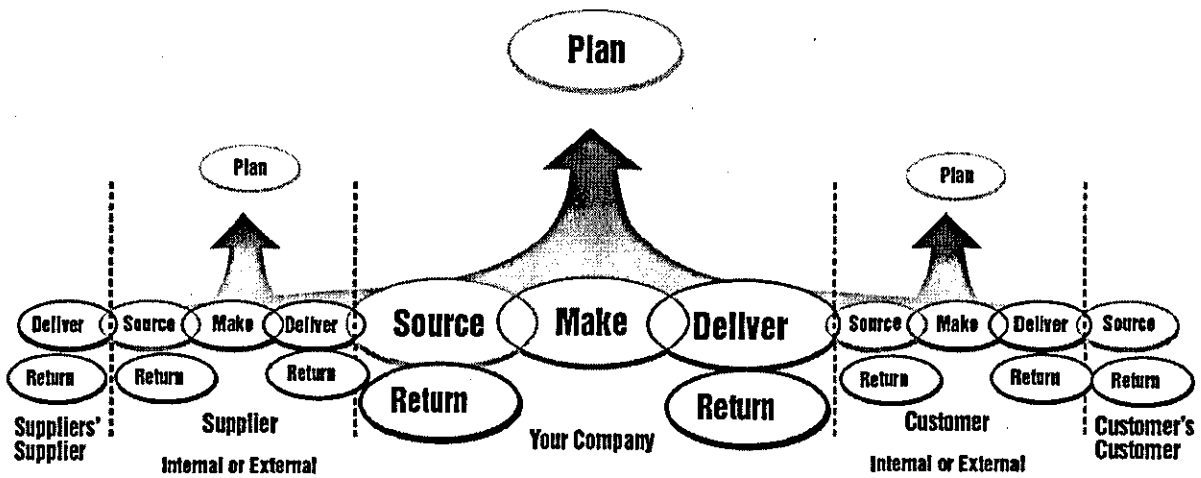 Plan
Plan
Plan
Deliver
Source
Make
Deliver
Source
Make
Deliver
Source
Make
Deliver
Source
Return
Return
Return
Return
Return
Return
Return
Return
Suppliers'
Supplier
Supplier
Internal or External
Your Company
Customer
Internal or External
Customer's
Customer